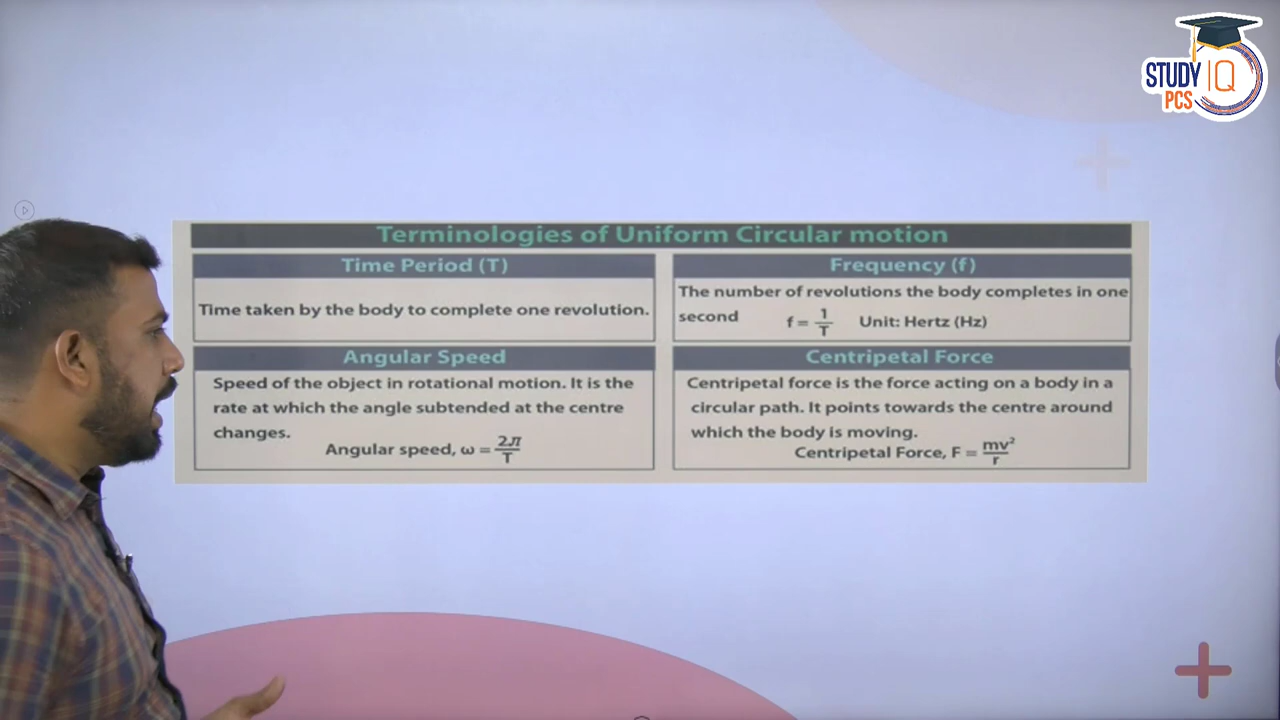 STUDY IQ
PCS
Terminologies of Uniform Circular motion
Time Period (T)
Time taken by the body to complete one revolution.
Frequency (f)
The number of revolutions the body completes in one
second f = 1/T Unit: Hertz (Hz)
Angular Speed
Speed of the object in rotational motion. It is the
rate at which the angle subtended at the centre
changes.
Angular speed, ω = 2π/T
Centripetal Force
Centripetal force is the force acting on a body in a
circular path. It points towards the centre around
which the body is moving.
Centripetal Force, F = mv²/r